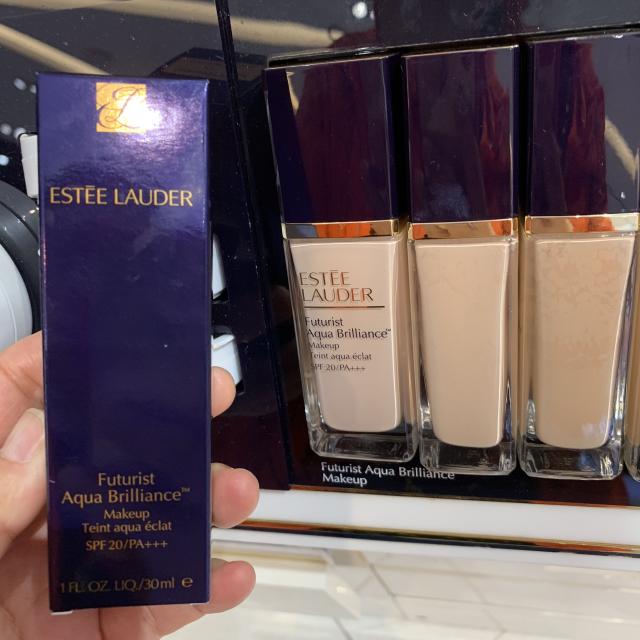 ESTĒE LAUDER
Futurist
Aqua Brilliance™
Makeup
Teint aqua éclat
SPF 20/PA+++
1 FL. OZ. LIQ./30ml e
ESTĒE
LAUDER
Futurist
Aqua Brilliance™
Makeup
Teint aqua éclat
SPF 20/PA+++
Futurist Aqua Brilliance™
Makeup